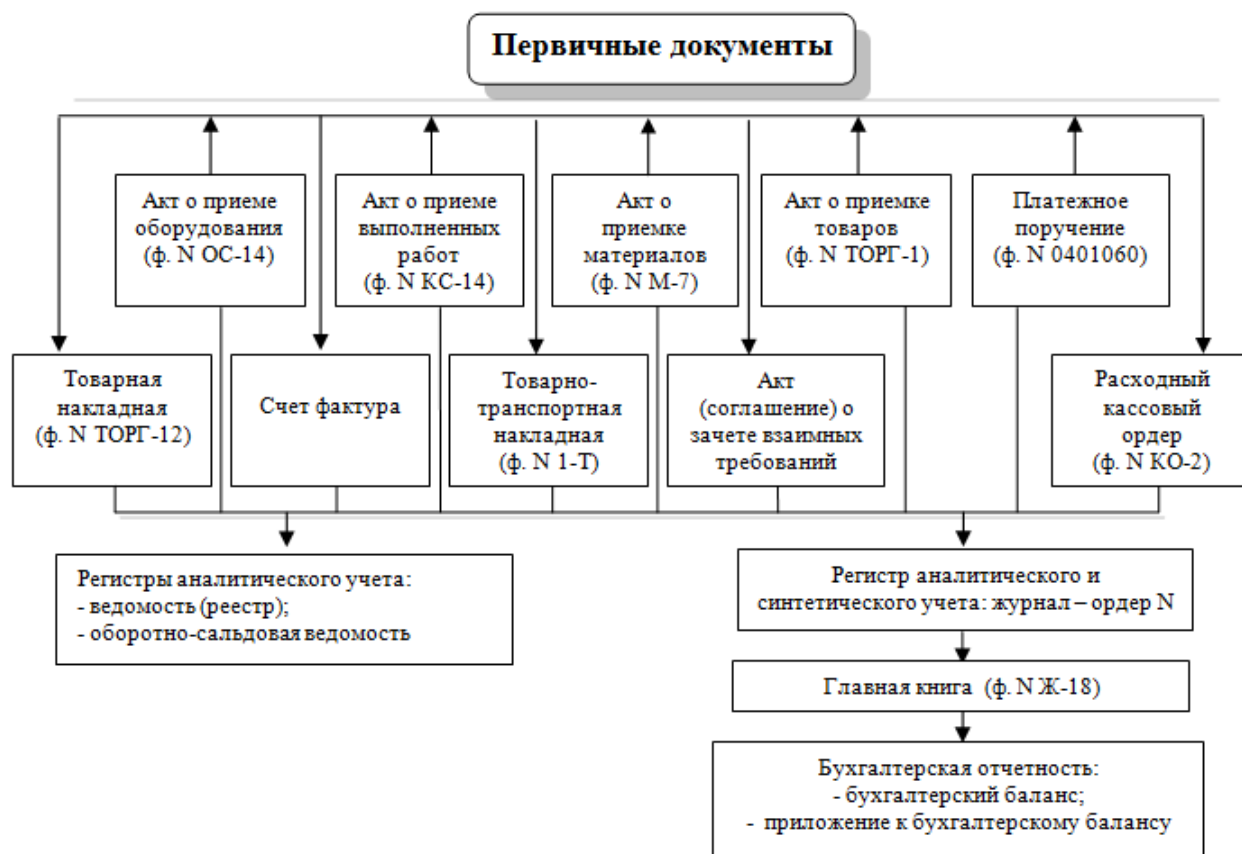 Первичные документы
Акт о приеме
оборудования
(ф. N ОС-14)
Акт о приеме
выполненных
работ
(ф. N КС-14)
Акт о
приемке
материалов
(ф. N М-7)
Акт о приемке
товаров
(ф. N ТОРГ-1)
Платежное
поручение
(ф. N 0401060)
Товарная
накладная
(ф. N ТОРГ-12)
Счет фактура
Товарно-
транспортная
накладная
(ф. N 1-Т)
Акт
(соглашение) о
зачете взаимных
требований
Расходный
кассовый
ордер
(ф. N КО-2)
Регистры аналитического учета:
- ведомость (реестр);
- оборотно-сальдовая ведомость
Регистр аналитического и
синтетического учета: журнал – ордер N
Главная книга (ф. N Ж-18)
Бухгалтерская отчетность:
- бухгалтерский баланс;
- приложение к бухгалтерскому балансу